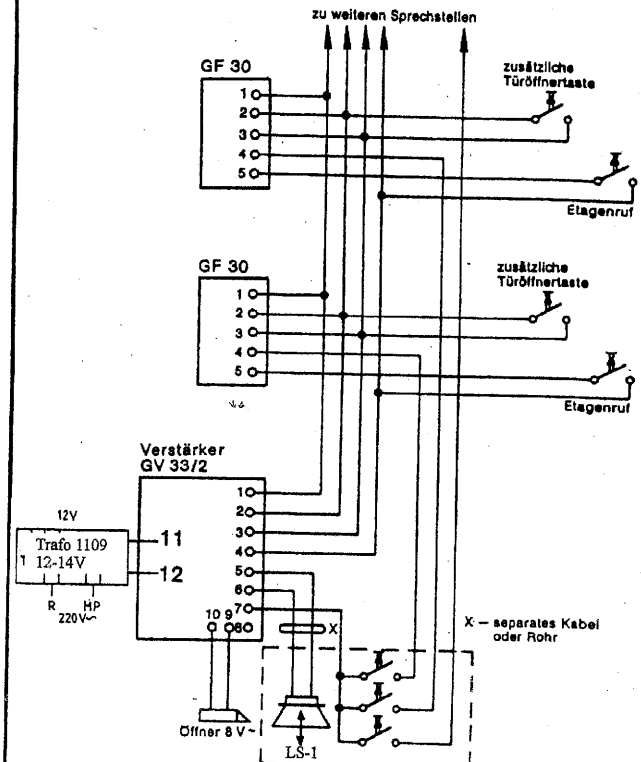 zu weiteren Sprechstellen
GF 30
zusätzliche
Türöffnertaste
1
2
3
4
5
Etagenruf
GF 30
zusätzliche
Türöffnertaste
1
2
3
4
5
Etagenruf
Verstärker
GV 33/2
12V
Trafo 1109
12-14V
R
MP
220V~
11
12
1
2
3
4
5
6
7
8
9
10
X
X – separates Kabel
oder Rohr
Öffner 8 V~
LS-1